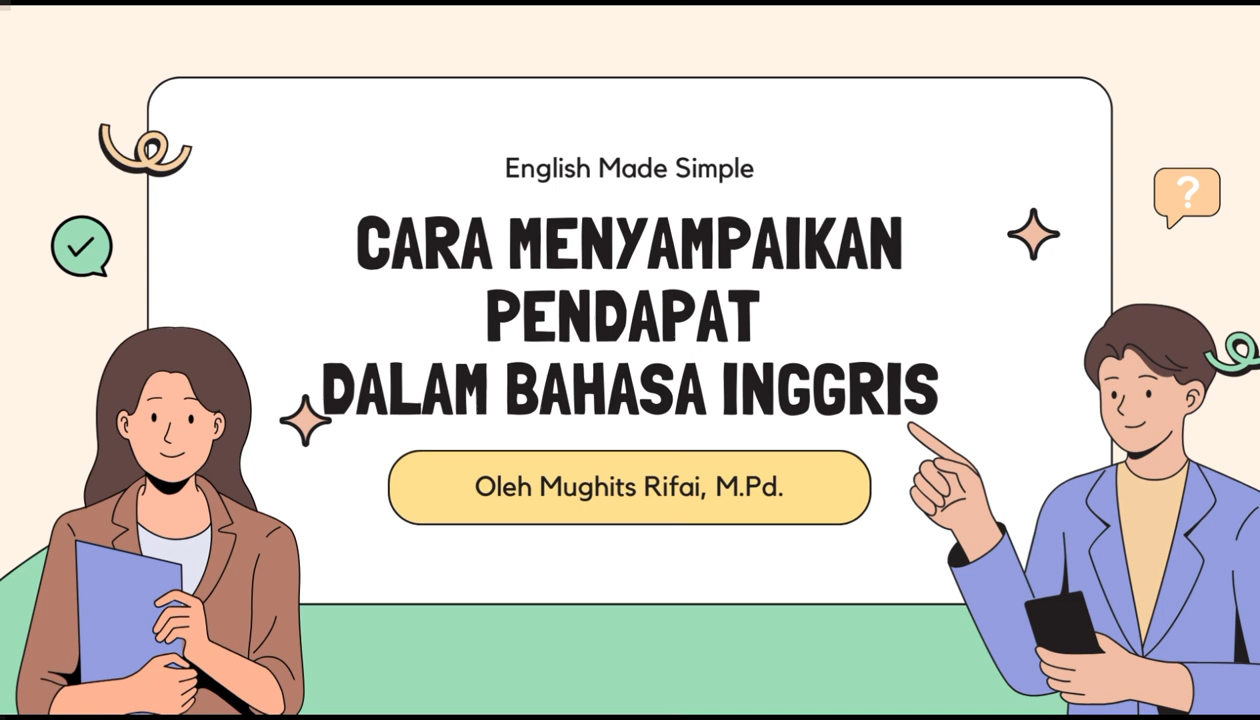 English Made Simple
CARA MENYAMPAIKAN
PENDAPAT
DALAM BAHASA INGGRIS
Oleh Mughits Rifai, M.Pd.
?